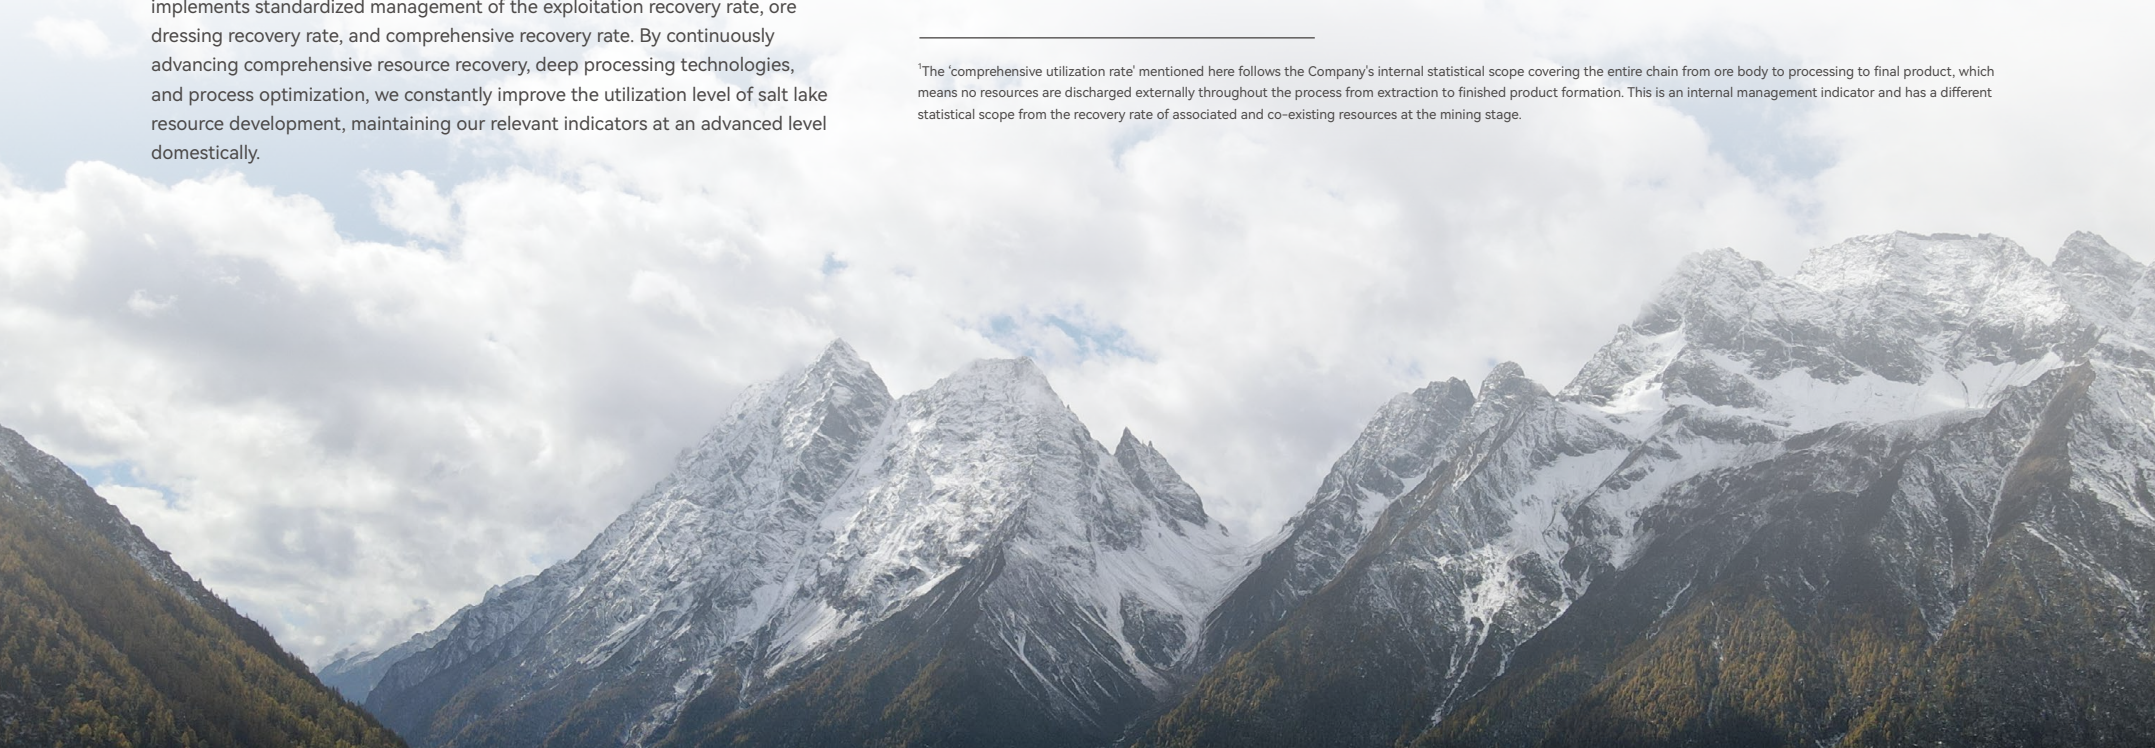 implements standardized management of the exploitation recovery rate, ore
dressing recovery rate, and comprehensive recovery rate. By continuously
advancing comprehensive resource recovery, deep processing technologies,
and process optimization, we constantly improve the utilization level of salt lake
resource development, maintaining our relevant indicators at an advanced level
domestically.
¹The 'comprehensive utilization rate' mentioned here follows the Company's internal statistical scope covering the entire chain from ore body to processing to final product, which
means no resources are discharged externally throughout the process from extraction to finished product formation. This is an internal management indicator and has a different
statistical scope from the recovery rate of associated and co-existing resources at the mining stage.